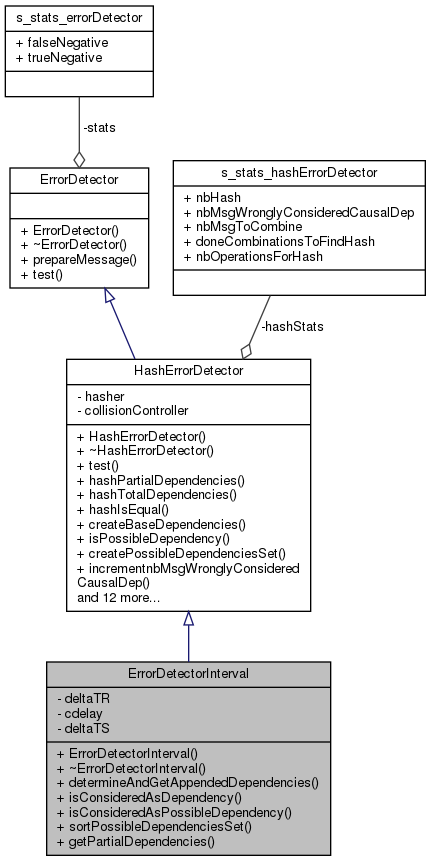 s_stats_errorDetector
+ falseNegative
+ trueNegative
-stats
ErrorDetector
+ ErrorDetector()
+ ~ErrorDetector()
+ prepareMessage()
+ test()
s_stats_hashErrorDetector
+ nbHash
+ nbMsgWronglyConsideredCausalDep
+ nbMsgToCombine
+ doneCombinationsToFindHash
+ nbOperationsForHash
-hashStats
HashErrorDetector
- hasher
- collisionController
+ HashErrorDetector()
+ ~HashErrorDetector()
+ test()
+ hashPartialDependencies()
+ hashTotalDependencies()
+ hashIsEqual()
+ createBaseDependencies()
+ isPossibleDependency()
+ createPossibleDependenciesSet()
+ incrementnbMsgWronglyConsidered
CausalDep()
and 12 more...
ErrorDetectorInterval
- deltaTR
- cdelay
- deltaTS
+ ErrorDetectorInterval()
+ ~ErrorDetectorInterval()
+ determineAndGetAppendedDependencies()
+ isConsideredAsDependency()
+ isConsideredAsPossibleDependency()
+ sortPossibleDependenciesSet()
+ getPartialDependencies()